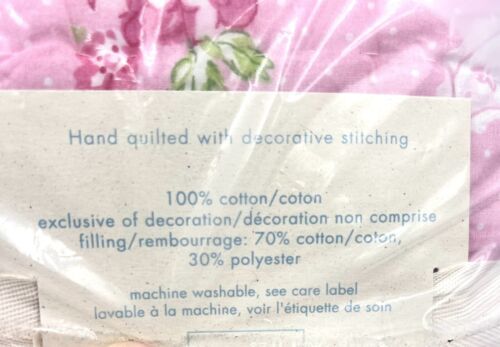 Hand quilted with decorative stitching
100% cotton/coton
exclusive of decoration/décoration non comprise
filling/rembourrage: 70% cotton/coton,
30% polyester
machine washable, see care label
lavable à la machine, voir l'étiquette de soin